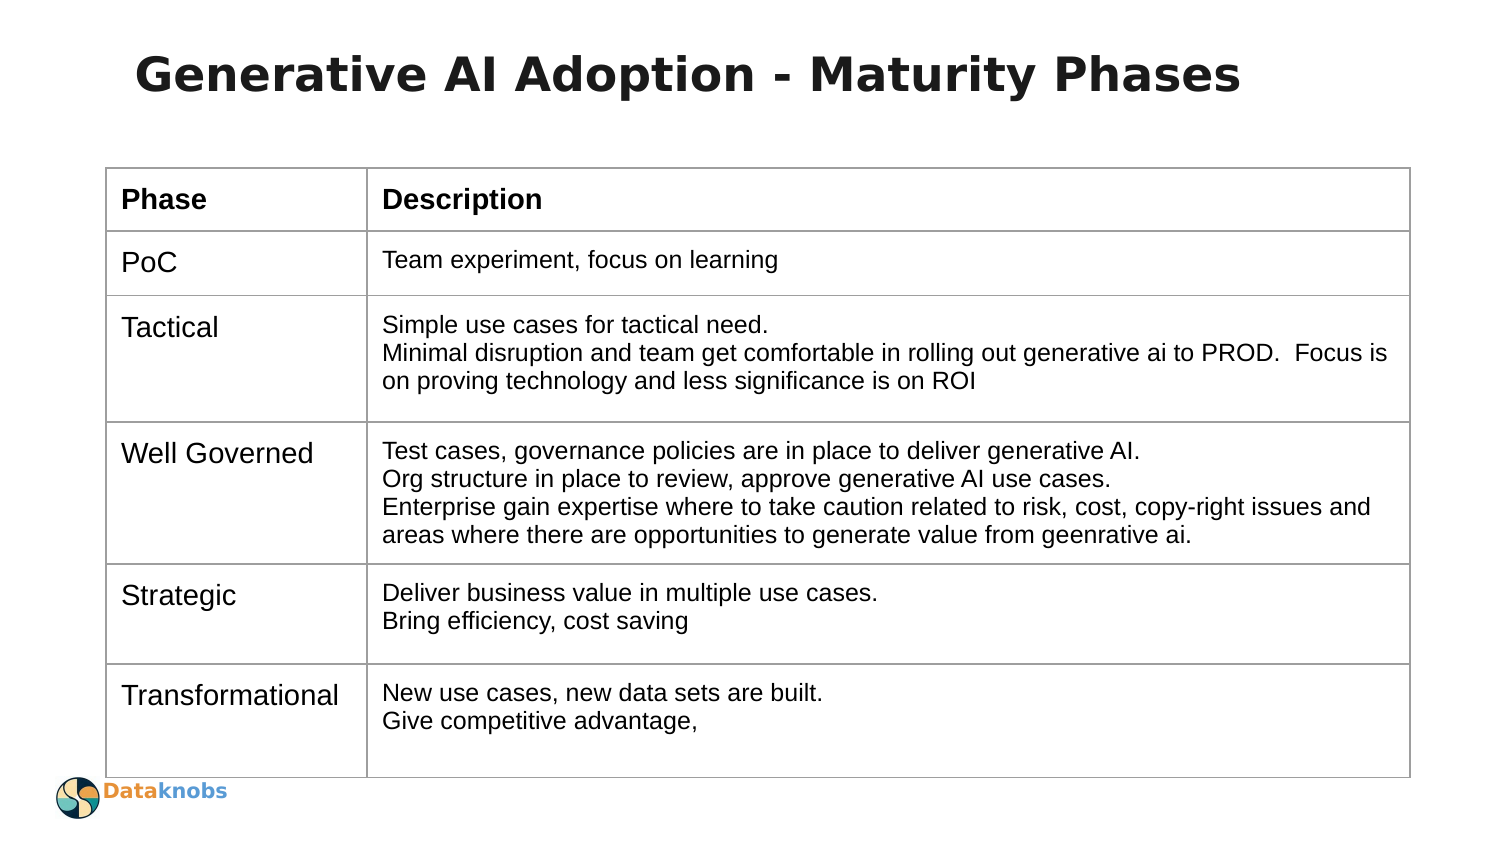 Generative AI Adoption - Maturity Phases
Phase
Description
PoC
Team experiment, focus on learning
Tactical
Simple use cases for tactical need.
Minimal disruption and team get comfortable in rolling out generative ai to PROD.  Focus is
on proving technology and less significance is on ROI
Well Governed
Test cases, governance policies are in place to deliver generative AI.
Org structure in place to review, approve generative AI use cases.
Enterprise gain expertise where to take caution related to risk, cost, copy-right issues and
areas where there are opportunities to generate value from geenrative ai.
Strategic
Deliver business value in multiple use cases.
Bring efficiency, cost saving
Transformational
New use cases, new data sets are built.
Give competitive advantage,
Dataknobs